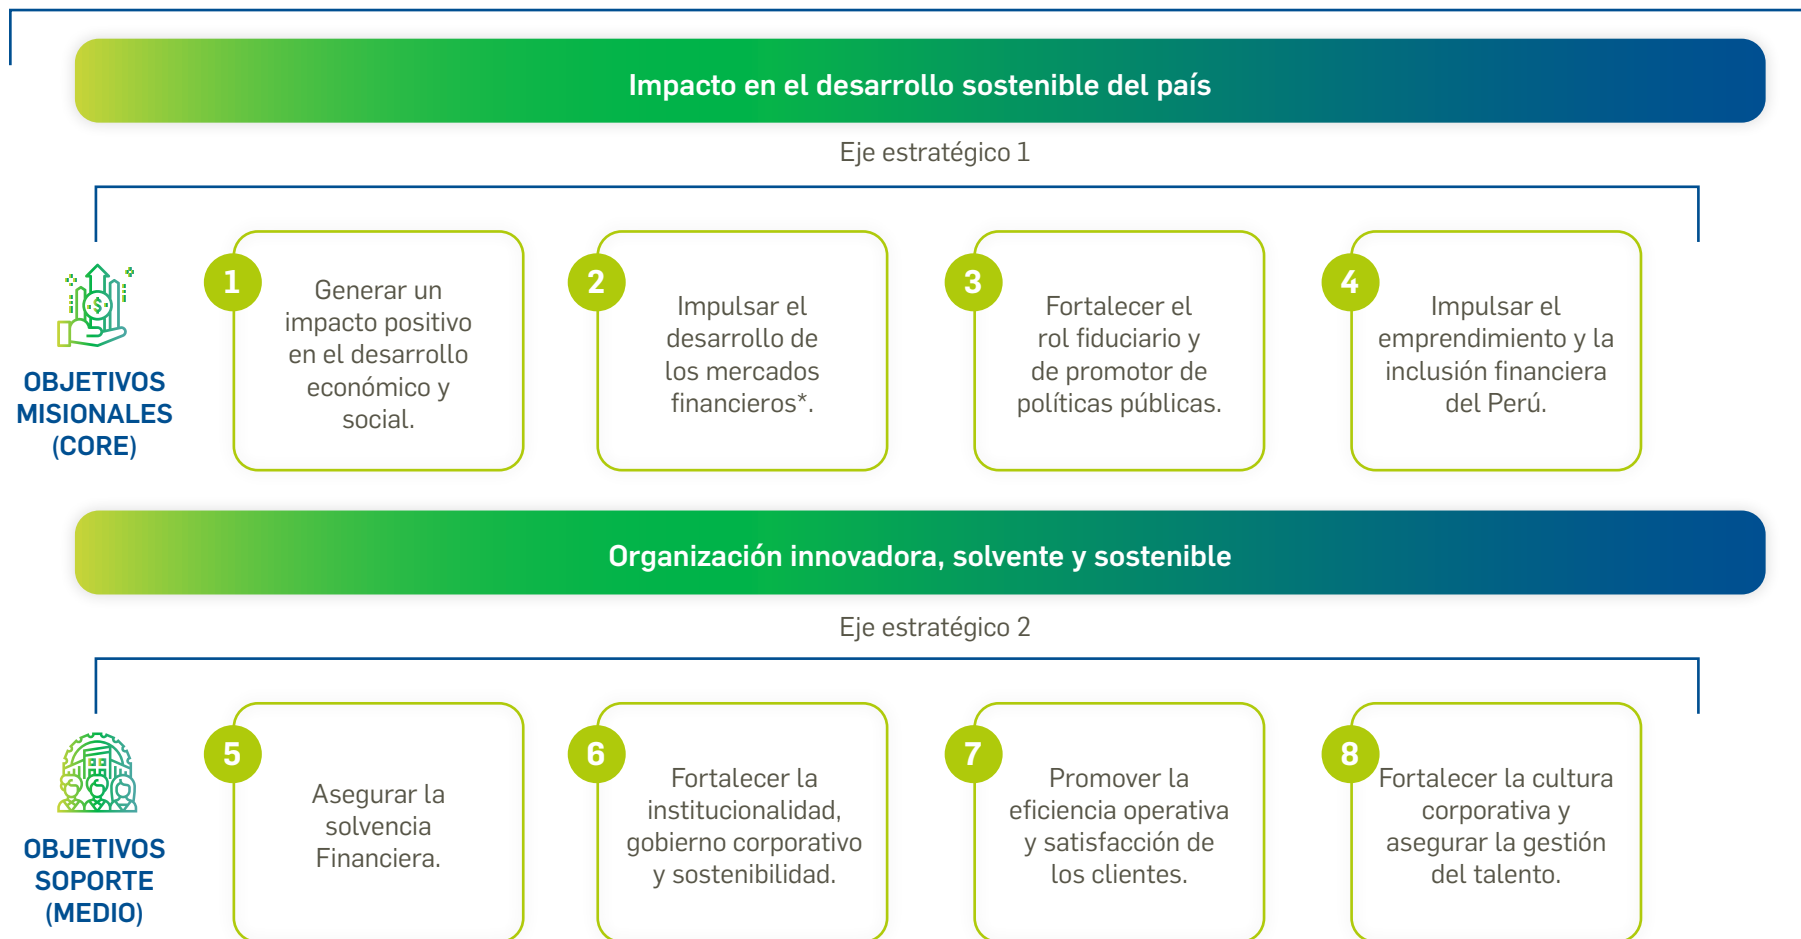 Impacto en el desarrollo sostenible del país
Eje estratégico 1
OBJETIVOS
MISIONALES
(CORE)
1
Generar un
impacto positivo
en el desarrollo
económico y
social.
2
Impulsar el
desarrollo de
los mercados
financieros*.
3
Fortalecer el
rol fiduciario y
de promotor de
políticas públicas.
4
Impulsar el
emprendimiento y la
inclusión financiera
del Perú.
Organización innovadora, solvente y sostenible
Eje estratégico 2
OBJETIVOS
SOPORTE
(MEDIO)
5
Asegurar la
solvencia
Financiera.
6
Fortalecer la
institucionalidad,
gobierno corporativo
y sostenibilidad.
7
Promover la
eficiencia operativa
y satisfacción de
los clientes.
8
Fortalecer la cultura
corporativa y
asegurar la gestión
del talento.